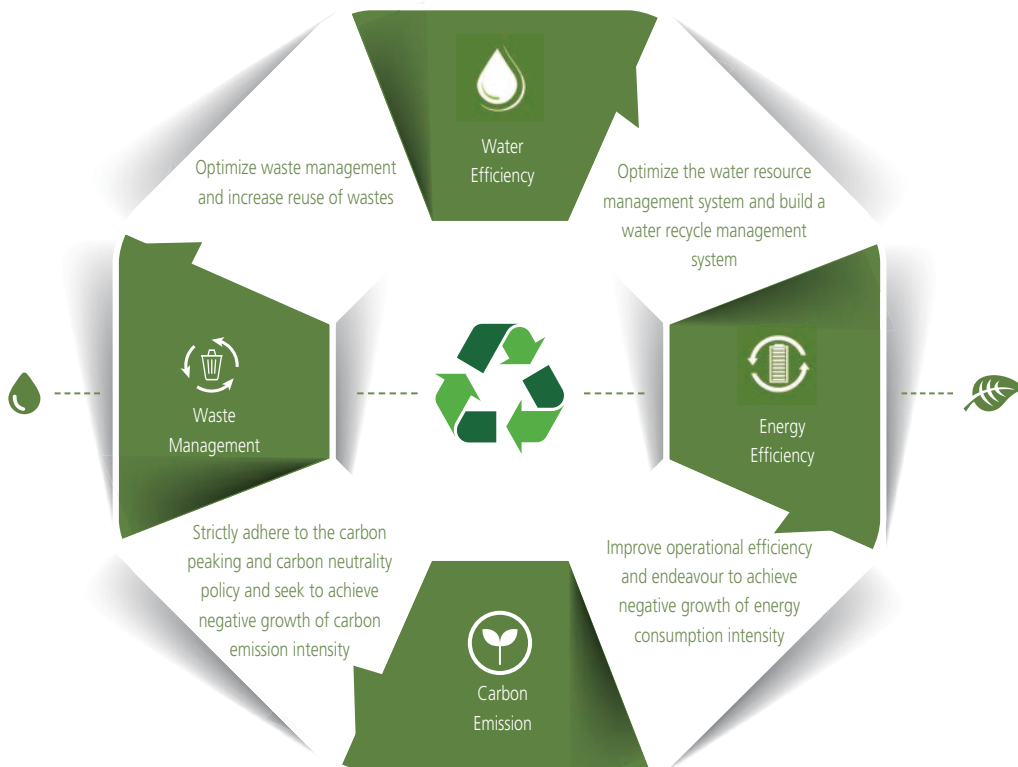 Water
Efficiency
Optimize the water resource
management system and build a
water recycle management
system
Energy
Efficiency
Improve operational efficiency
and endeavour to achieve
negative growth of energy
consumption intensity
Carbon
Emission
Strictly adhere to the carbon
peaking and carbon neutrality
policy and seek to achieve
negative growth of carbon
emission intensity
Waste
Management
Optimize waste management
and increase reuse of wastes